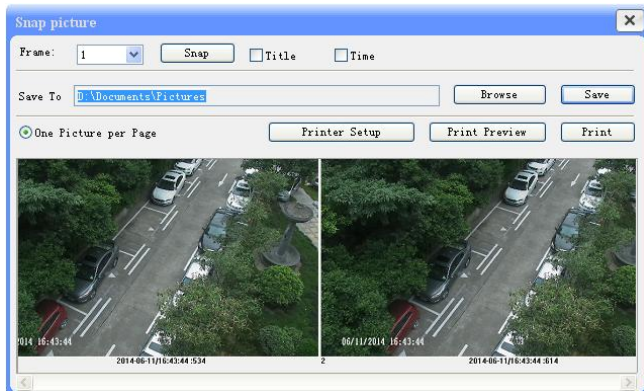 Snap picture
Frame: 1 Snap Title Time
Save To D:\Documents\Pictures Browse Save
One Picture per Page Printer Setup Print Preview Print
2014 16:43:44 06/11/2014 16:43:44
2014-06-11/16:43:44 :534 2 2014-06-11/16:43:44 :614